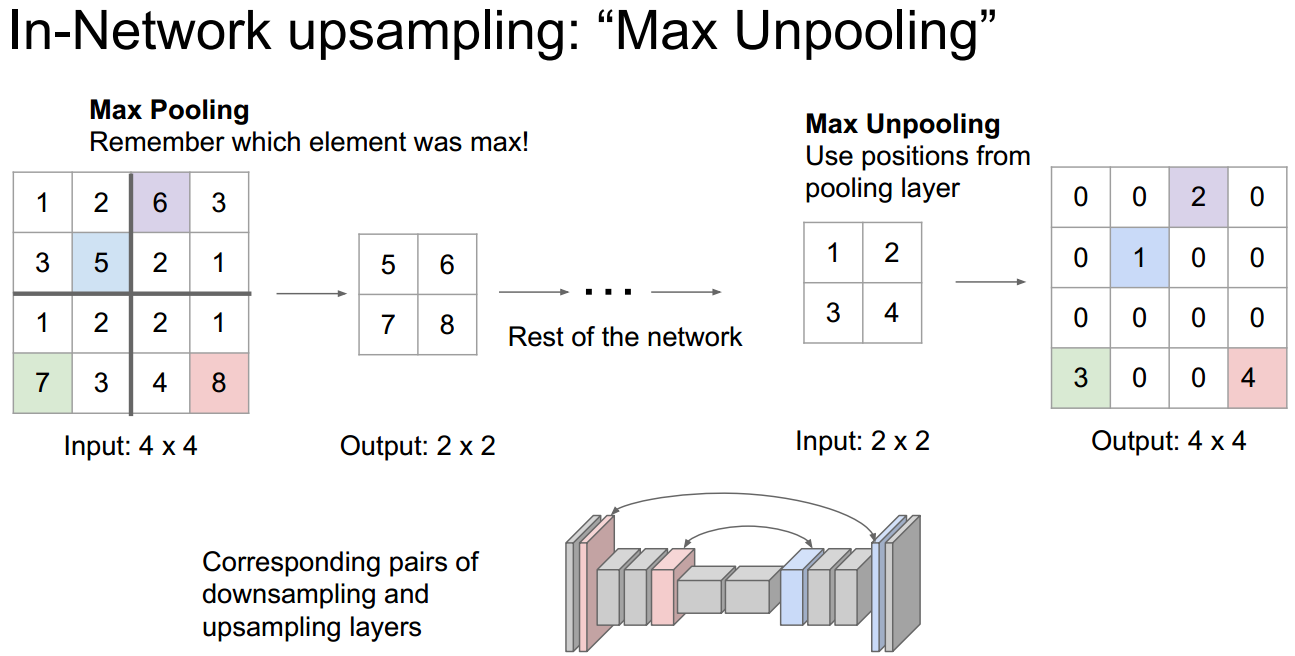 In-Network upsampling: “Max Unpooling”
Max Pooling
Remember which element was max!
1 2 6 3
3 5 2 1
1 2 2 1
7 3 4 8
Input: 4 x 4
5 6
7 8
Output: 2 x 2
...
Rest of the network
Max Unpooling
Use positions from
pooling layer
1 2
3 4
Input: 2 x 2
0 0 2 0
0 1 0 0
0 0 0 0
3 0 0 4
Output: 4 x 4
Corresponding pairs of
downsampling and
upsampling layers